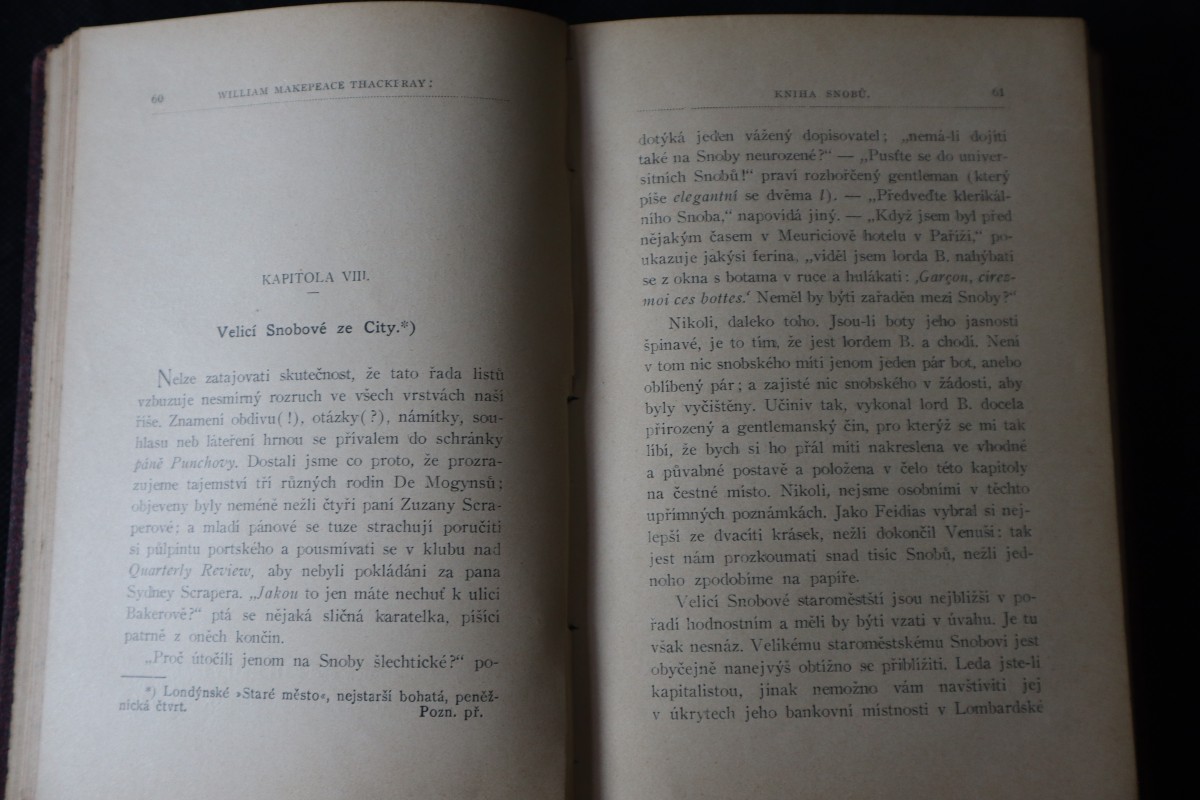 60
WILLIAM MAKEPEACE THACKERAY:
KAPITOLA VIII.
Velicí Snobové ze City.*)
Nelze zatajovati skutečnost, že tato řada listů
vzbuzuje nesmírný rozruch ve všech vrstvách naší
říše. Znamení obdivu(!), otázky(?), námitky, sou-
hlasu neb láteření hrnou se přívalem do schránky
páně Punchovy. Dostali jsme co proto, že prozra-
zujeme tajemství tří různých rodin De Mogynsů;
objeveny byly neméně nežli čtyři paní Zuzany Scra-
perové; a mladí pánové se tuze strachují poručiti
si půlpintu portského a pousmívati se v klubu nad
Quarterly Review, aby nebyli pokládáni za pana
Sydney Scrapera. „Jakou to jen máte nechuť k ulici
Bakerově?“ ptá se nějaká sličná karatelka, píšící
patrně z oněch končin.
„Proč útočili jenom na Snoby šlechtické?“ po-
*) Londýnské »Staré město«, nejstarší bohatá, peněž-
nická čtvrt.
Pozn. př.
KNIHA SNOBŮ.
61
dotýká jeden vážený dopisovatel; „nemá-li dojíti
také na Snoby neurozené?“ — „Pusťte se do univer-
sitních Snobů!“ praví rozhořčený gentleman (který
píše elegantní se dvěma l). — „Předveďte klerikál-
ního Snoba,“ napovídá jiný. — „Když jsem byl před
nějakým časem v Meuriciově hotelu v Paříži,“ po-
ukazuje jakýsi ferina, „viděl jsem lorda B. nahýbati
se z okna s botama v ruce a hulákati: ‚Garçon, cirez-
moi ces bottes.‘ Neměl by býti zařaděn mezi Snoby?“
Nikoli, daleko toho. Jsou-li boty jeho jasnosti
špinavé, je to tím, že jest lordem B. a chodí. Není
v tom nic snobského míti jenom jeden pár bot, anebo
oblíbený pár; a zajisté nic snobského v žádosti, aby
byly vyčištěny. Učiniv tak, vykonal lord B. docela
přirozený a gentlemanský čin, pro kterýž se mi tak
líbí, že bych si ho přál míti nakreslena ve vhodné
a půvabné postavě a položena v čelo této kapitoly
na čestné místo. Nikoli, nejsme osobními v těchto
upřímných poznámkách. Jako Feidias vybral si nej-
lepší ze dvaciti krásek, nežli dokončil Venuši: tak
jest nám prozkoumati snad tisíc Snobů, nežli jed-
noho zpodobíme na papíře.
Velicí Snobové staroměstští jsou nejbližší v po-
řadí hodnostním a měli by býti vzati v úvahu. Je tu
však nesnáz. Velikému staroměstskému Snobovi jest
obyčejně nanejvýš obtížno se přiblížiti. Leda jste-li
kapitalistou, jinak nemožno vám navštíviti jej
v úkrytech jeho bankovní místnosti v Lombardské